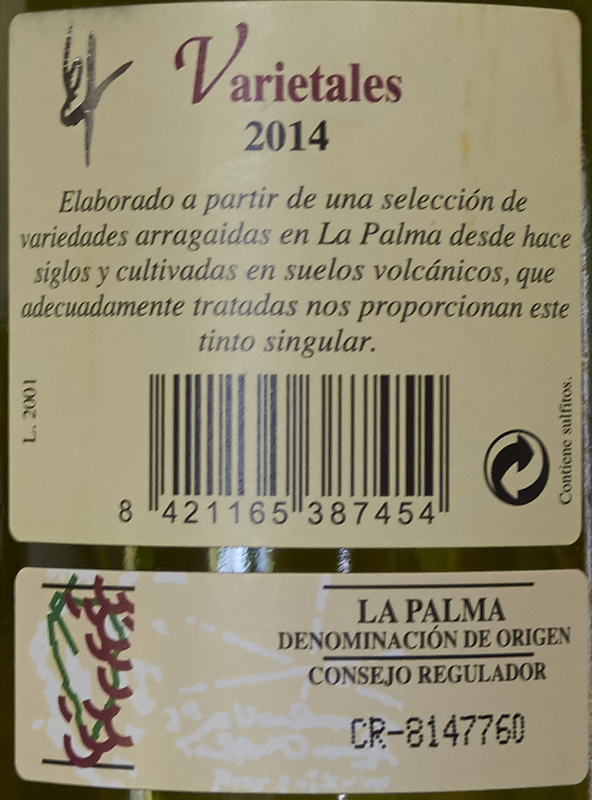 Varietales
2014
Elaborado a partir de una selección de
variedades arragaidas en La Palma desde hace
siglos y cultivadas en suelos volcánicos, que
adecuadamente tratadas nos proporcionan este
tinto singular.
L. 2001
Contiene sulfitos.
8 421165 387454
LA PALMA
DENOMINACIÓN DE ORIGEN
CONSEJO REGULADOR
CR-8147760